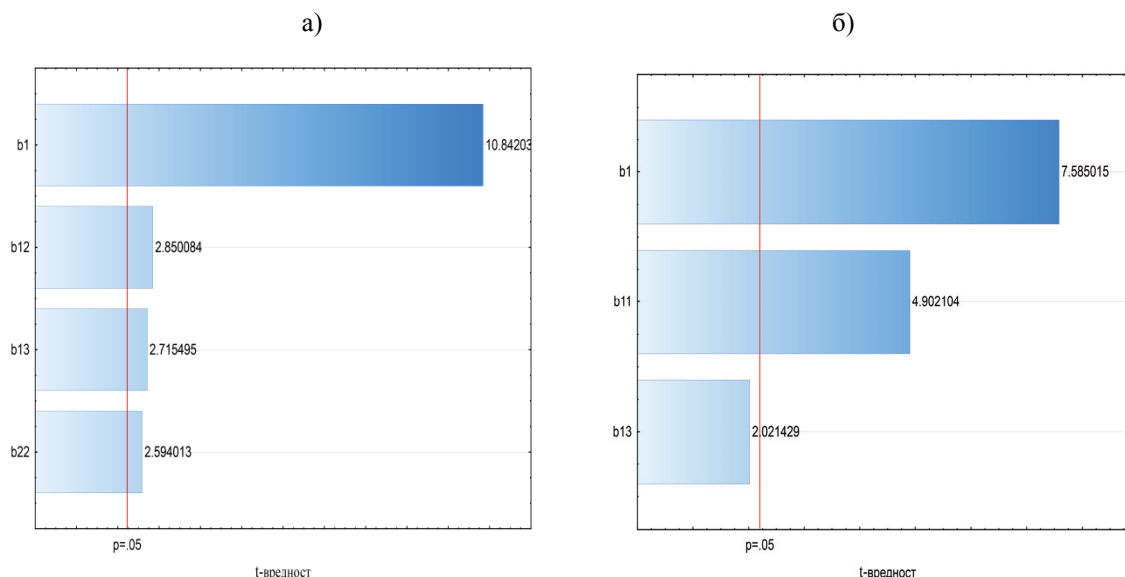 а)
b1
10.84203
b12
2.850084
b13
2.715495
b22
2.594013
p=.05
t-вредност
б)
b1
7.585015
b11
4.902104
b13
2.021429
p=.05
t-вредност